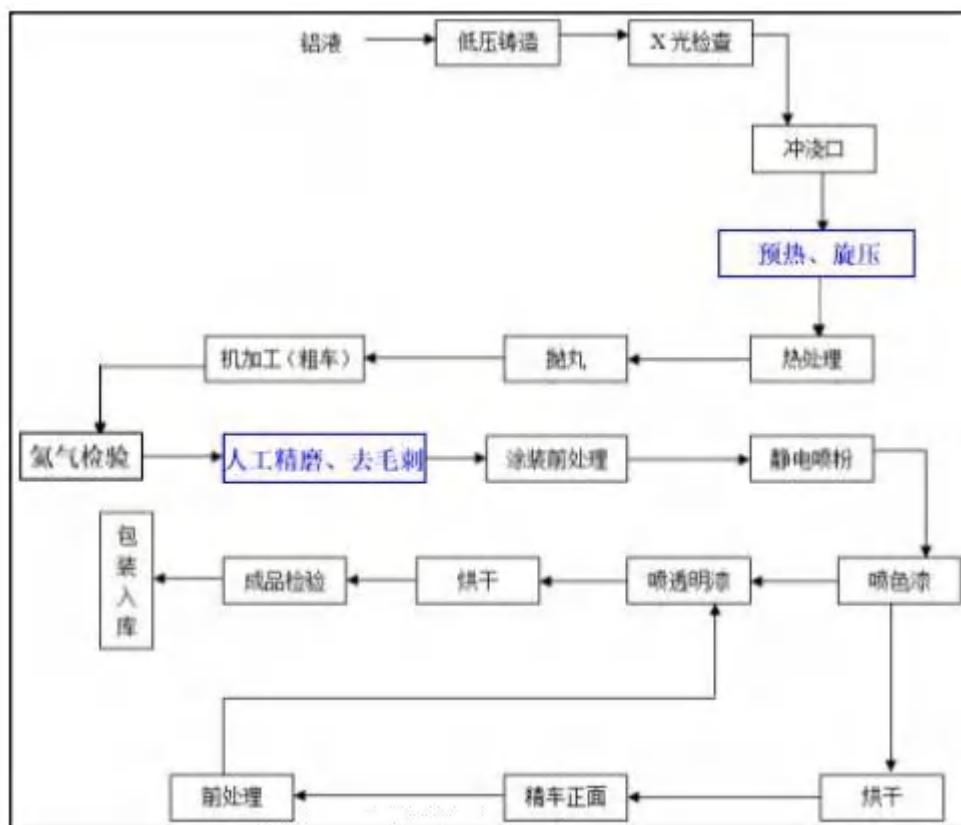 铝液
低压铸造
X 光检查
冲浇口
预热、旋压
热处理
抛丸
机加工（粗车）
氦气检验
人工精磨、去毛刺
涂装前处理
静电喷粉
喷色漆
喷透明漆
烘干
成品检验
包装入库
烘干
精车正面
前处理